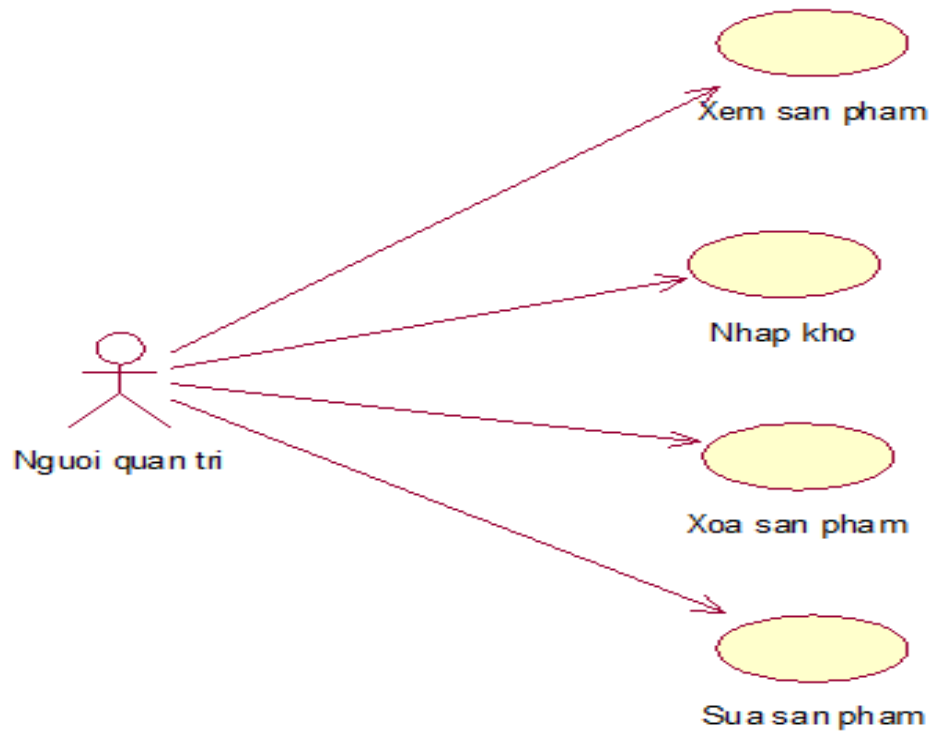 Xem san pham
Nhap kho
Nguoi quan tri
Xoa san pham
Sua san pham